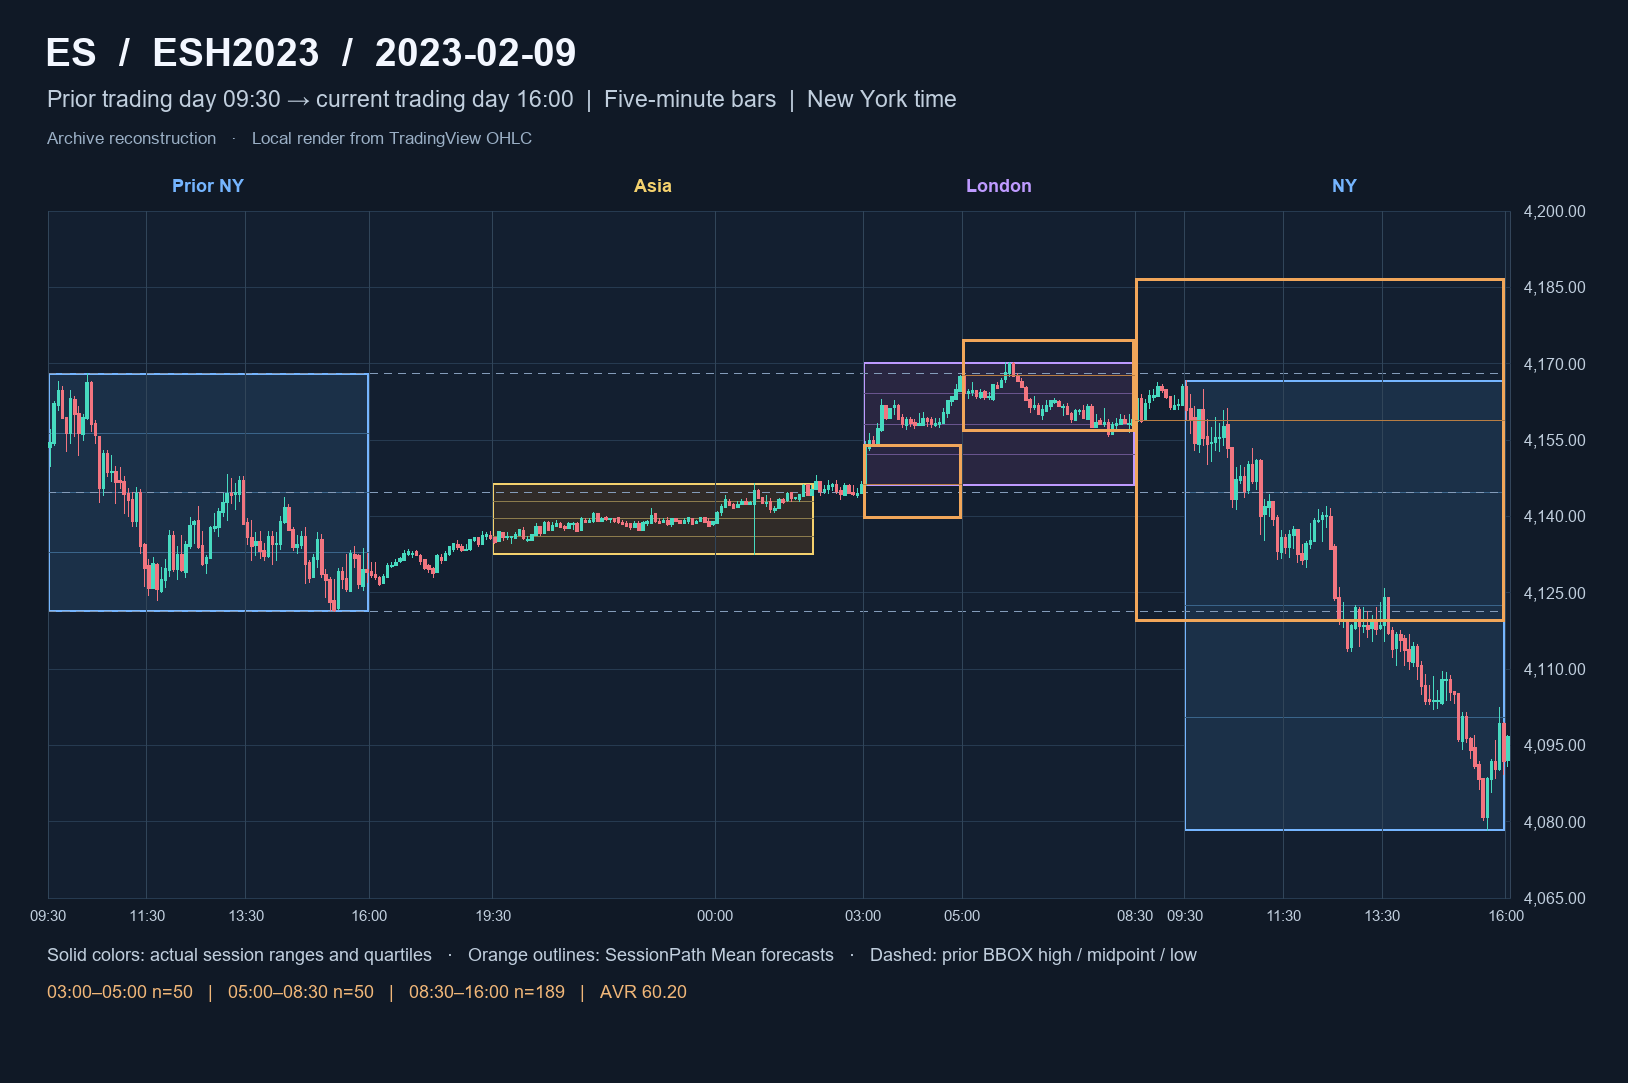 ES / ESH2023 / 2023-02-09
Prior trading day 09:30 → current trading day 16:00 | Five-minute bars | New York time
Archive reconstruction · Local render from TradingView OHLC
Prior NY Asia London NY
4,200.00
4,185.00
4,170.00
4,155.00
4,140.00
4,125.00
4,110.00
4,095.00
4,080.00
4,065.00
09:30 11:30 13:30 16:00 19:30 00:00 03:00 05:00 08:30 09:30 11:30 13:30 16:00
Solid colors: actual session ranges and quartiles · Orange outlines: SessionPath Mean forecasts · Dashed: prior BBOX high / midpoint / low
03:00–05:00 n=50 | 05:00–08:30 n=50 | 08:30–16:00 n=189 | AVR 60.20